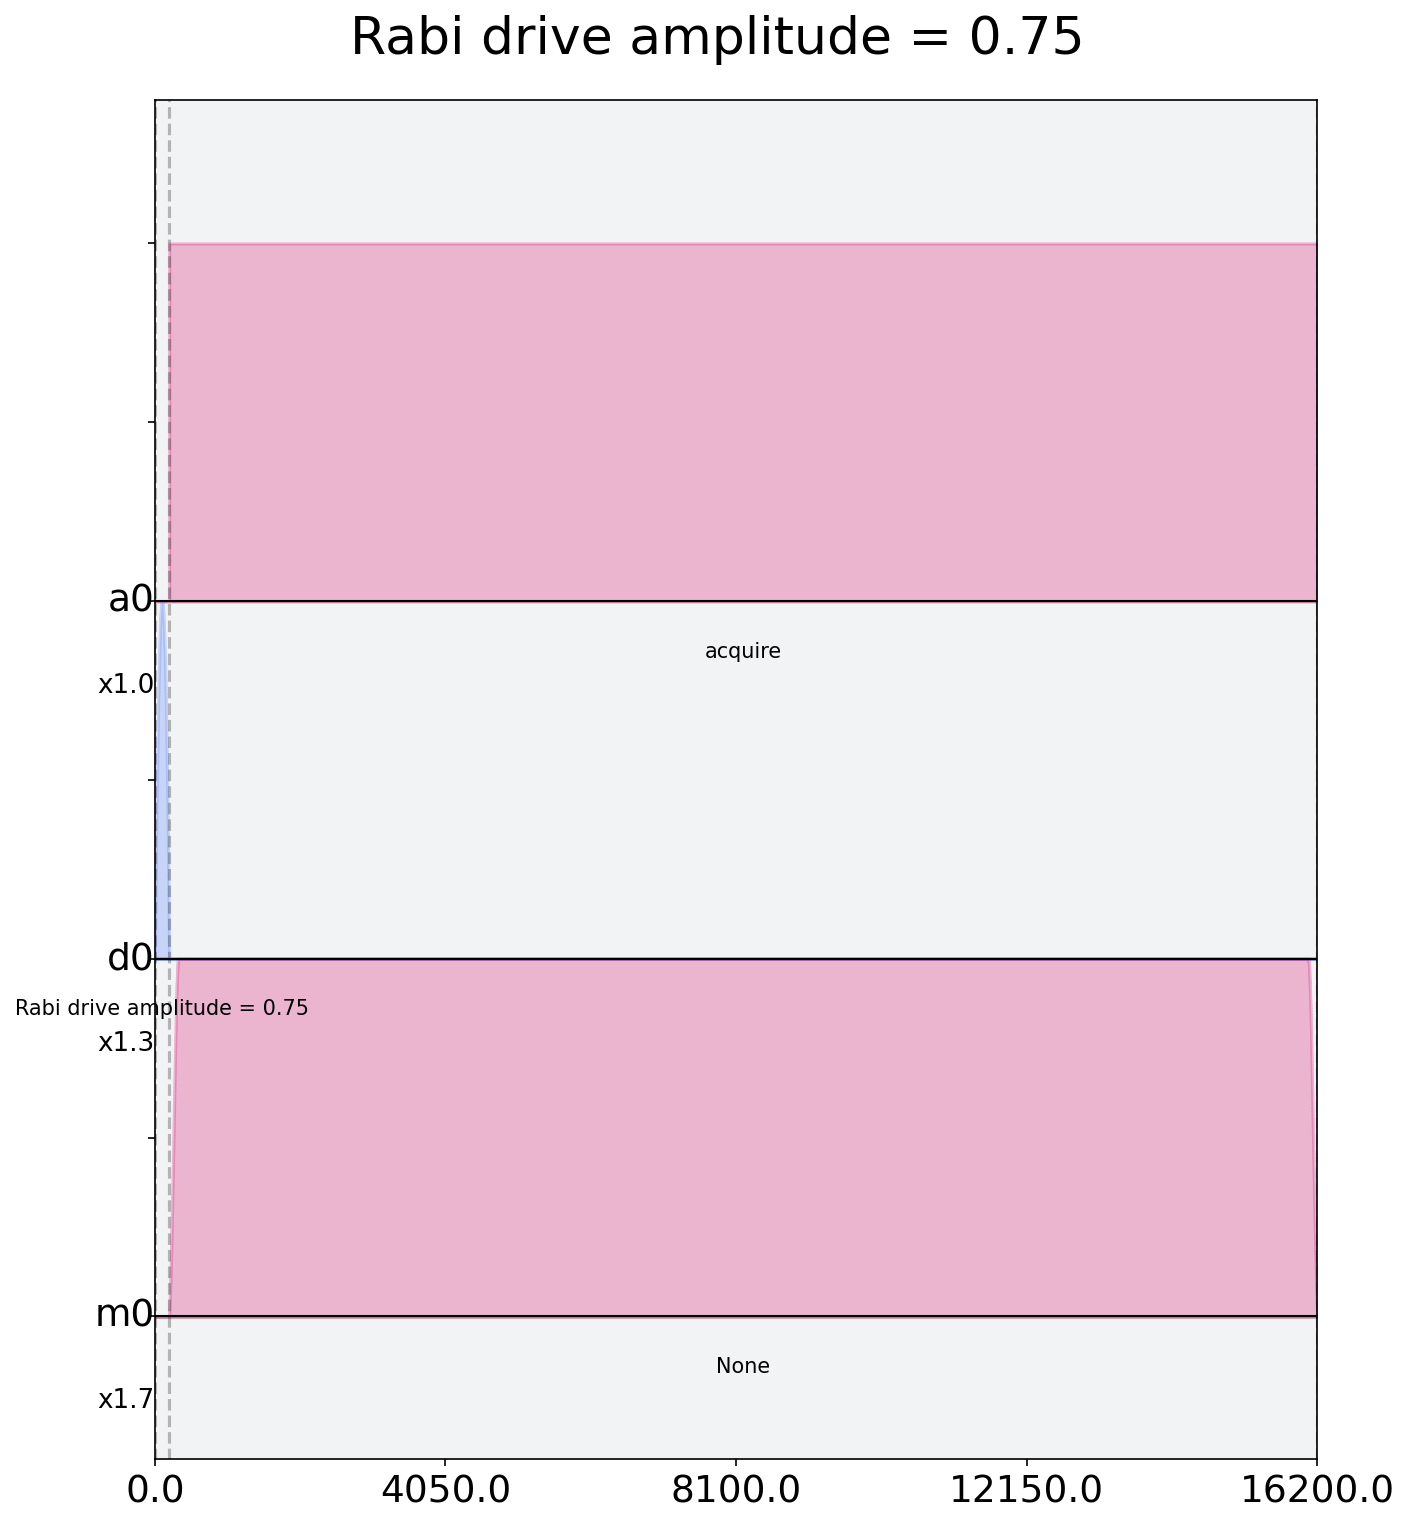 Rabi drive amplitude = 0.75
a0
acquire
x1.0
d0
Rabi drive amplitude = 0.75
x1.3
m0
None
x1.7
0.0 4050.0 8100.0 12150.0 16200.0